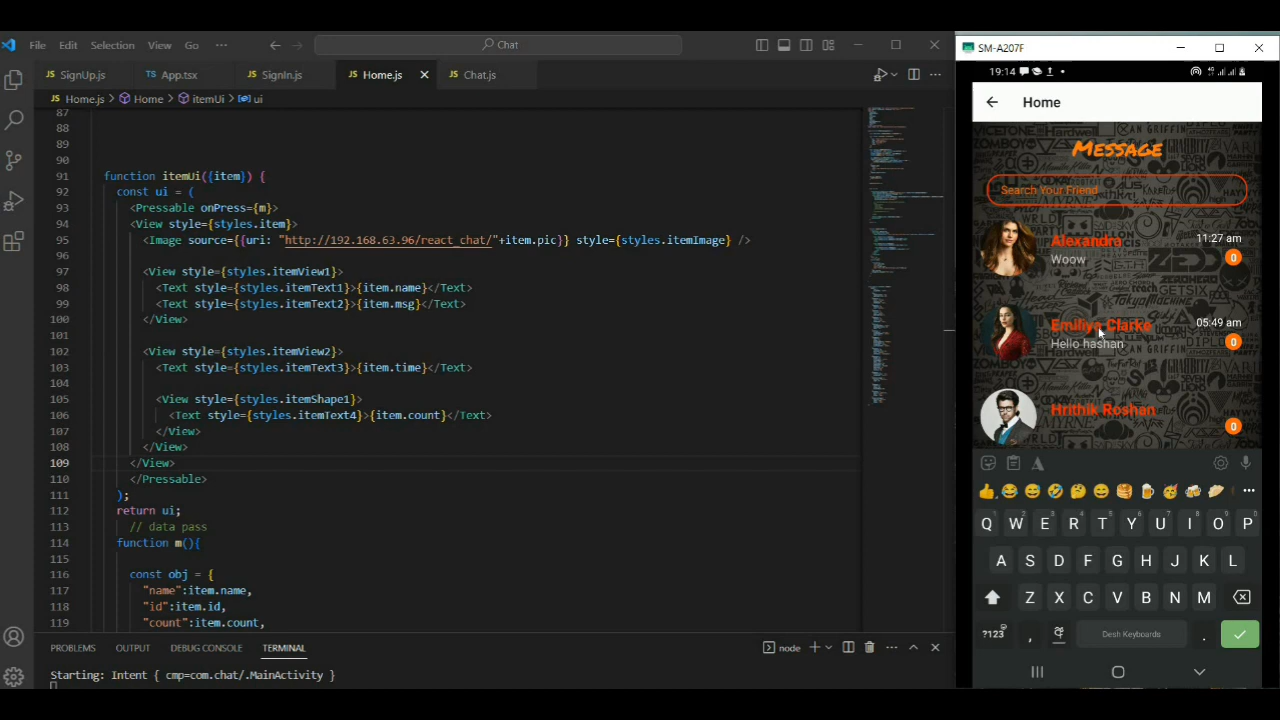 File Edit Selection View Go ··· Chat
SignUp.js App.tsx SignIn.js Home.js Chat.js
Home.js > Home > itemUi > ui
87
88
89
90
91 function itemUi({item}) {
92 const ui = (
93 <Pressable onPress={m}>
94 <View style={styles.item}>
95 <Image source={{uri: "http://192.168.63.96/react_chat/"+item.pic}} style={styles.itemImage} />
96
97 <View style={styles.itemView1}>
98 <Text style={styles.itemText1}>{item.name}</Text>
99 <Text style={styles.itemText2}>{item.msg}</Text>
100 </View>
101
102 <View style={styles.itemView2}>
103 <Text style={styles.itemText3}>{item.time}</Text>
104
105 <View style={styles.itemShape1}>
106 <Text style={styles.itemText4}>{item.count}</Text>
107 </View>
108 </View>
109 </View>
110 </Pressable>
111 );
112 return ui;
113 // data pass
114 function m(){
115
116 const obj = {
117 "name":item.name,
118 "id":item.id,
119 "count":item.count,
PROBLEMS OUTPUT DEBUG CONSOLE TERMINAL node
Starting: Intent { cmp=com.chat/.MainActivity }
SM-A207F
19:14
Home
Message
Search Your Friend
Alexandra 11:27 am
Woow 0
Emiliya Clarke 05:49 am
Hello hashan 0
Hrithik Roshan
0
Q W E R T Y U I O P
A S D F G H J K L
Z X C V B N M
?123 , अ Desh Keyboards .